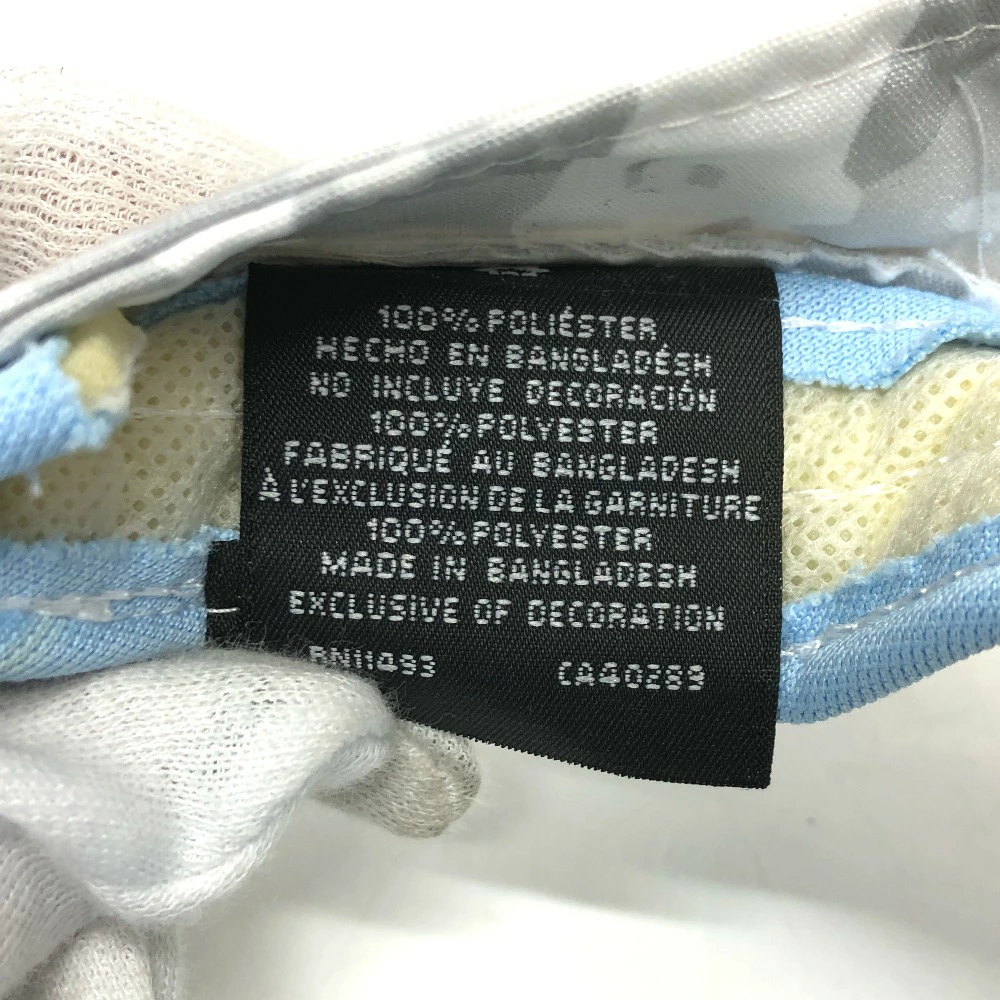 100% POLIÉSTER
HECHO EN BANGLADÉSH
NO INCLUYE DECORACIÓN
100% POLYESTER
FABRIQUÉ AU BANGLADESH
À L'EXCLUSION DE LA GARNITURE
100% POLYESTER
MADE IN BANGLADESH
EXCLUSIVE OF DECORATION
RN11493 CA40289